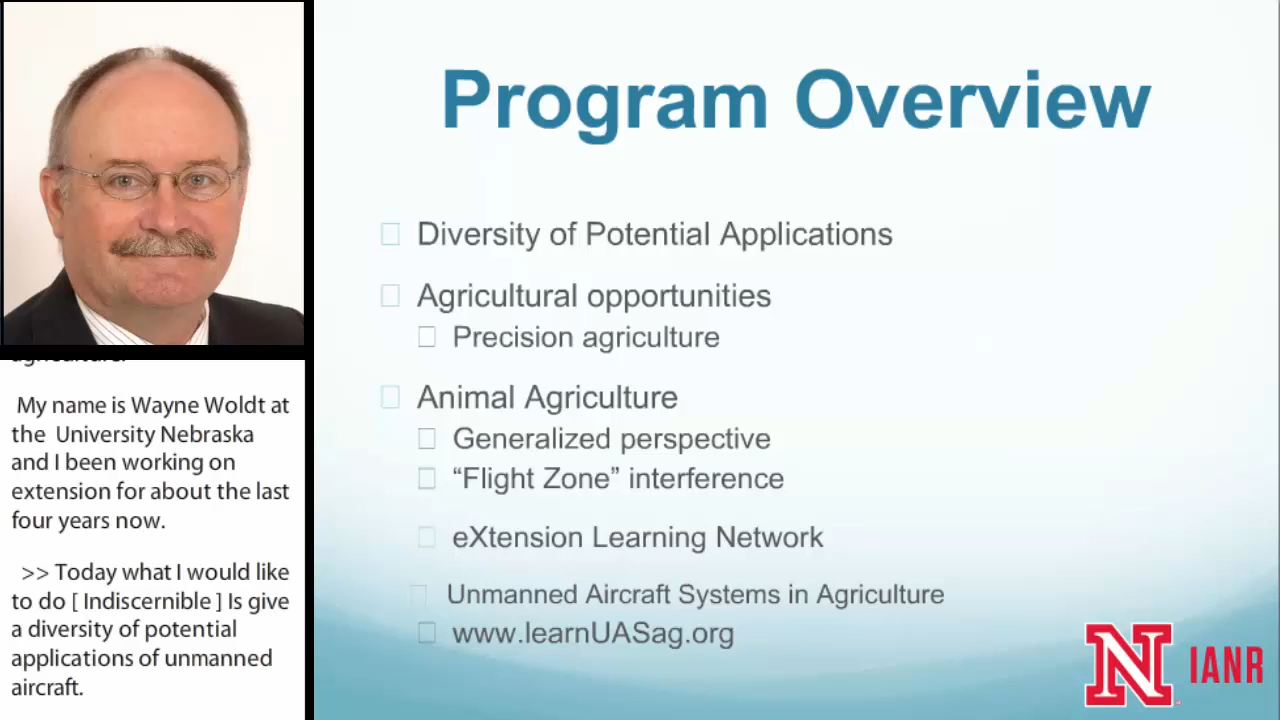 Program Overview
Diversity of Potential Applications
Agricultural opportunities
Precision agriculture
Animal Agriculture
Generalized perspective
“Flight Zone” interference
eXtension Learning Network
Unmanned Aircraft Systems in Agriculture
www.learnUASag.org
N IANR
agriculture.
My name is Wayne Woldt at
the University Nebraska
and I been working on
extension for about the last
four years now.
>> Today what I would like
to do [ Indiscernible ] Is give
a diversity of potential
applications of unmanned
aircraft.